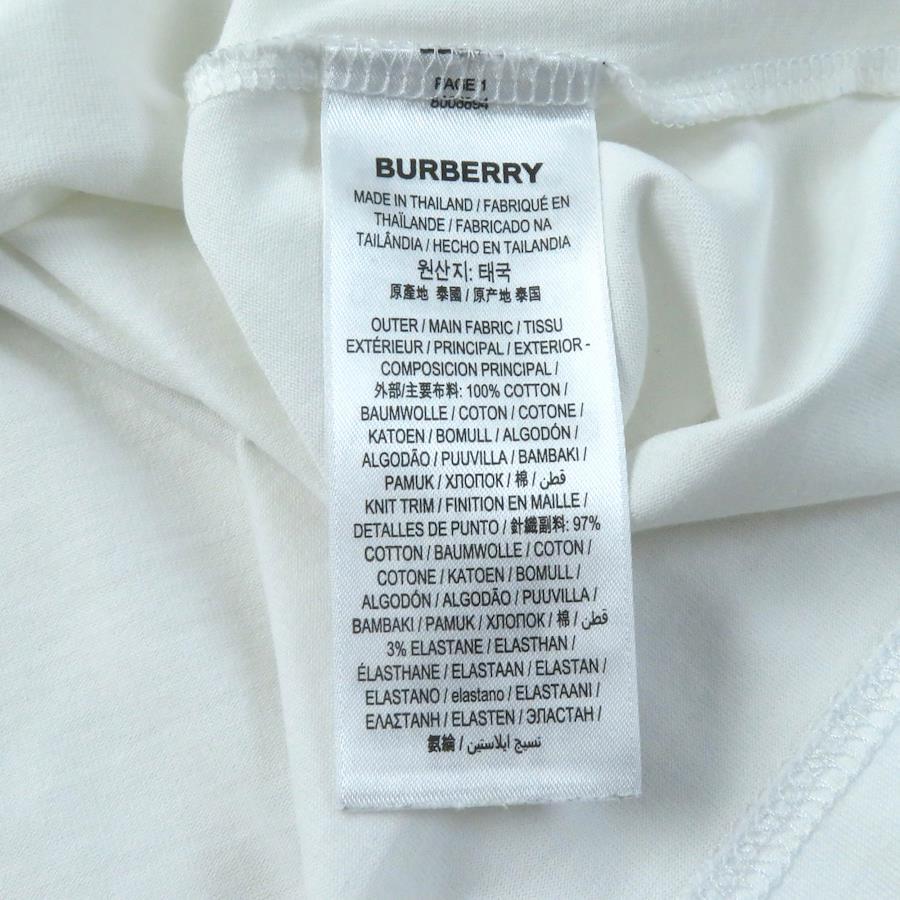 PAGE 1
8006894
BURBERRY
MADE IN THAILAND / FABRIQUÉ EN
THAÏLANDE / FABRICADO NA
TAILÂNDIA / HECHO EN TAILANDIA
원산지: 태국
原產地 泰國 / 原产地 泰国
OUTER / MAIN FABRIC / TISSU
EXTÉRIEUR / PRINCIPAL / EXTERIOR -
COMPOSICION PRINCIPAL /
外部/主要布料: 100% COTTON /
BAUMWOLLE / COTON / COTONE /
KATOEN / BOMULL / ALGODÓN /
ALGODÃO / PUUVILLA / BAMBAKI /
PAMUK / ХЛОПОК / 棉 / قطن
KNIT TRIM / FINITION EN MAILLE /
DETALLES DE PUNTO / 針織副料: 97%
COTTON / BAUMWOLLE / COTON /
COTONE / KATOEN / BOMULL /
ALGODÓN / ALGODÃO / PUUVILLA /
BAMBAKI / PAMUK / ХЛОПОК / 棉 / قطن
3% ELASTANE / ELASTHAN /
ÉLASTHANE / ELASTAAN / ELASTAN /
ELASTANO / elastano / ELASTAANI /
ΕΛΑΣΤΑΝΗ / ELASTEN / ЭЛАСТАН /
氨綸 / نسيج ايلاستين